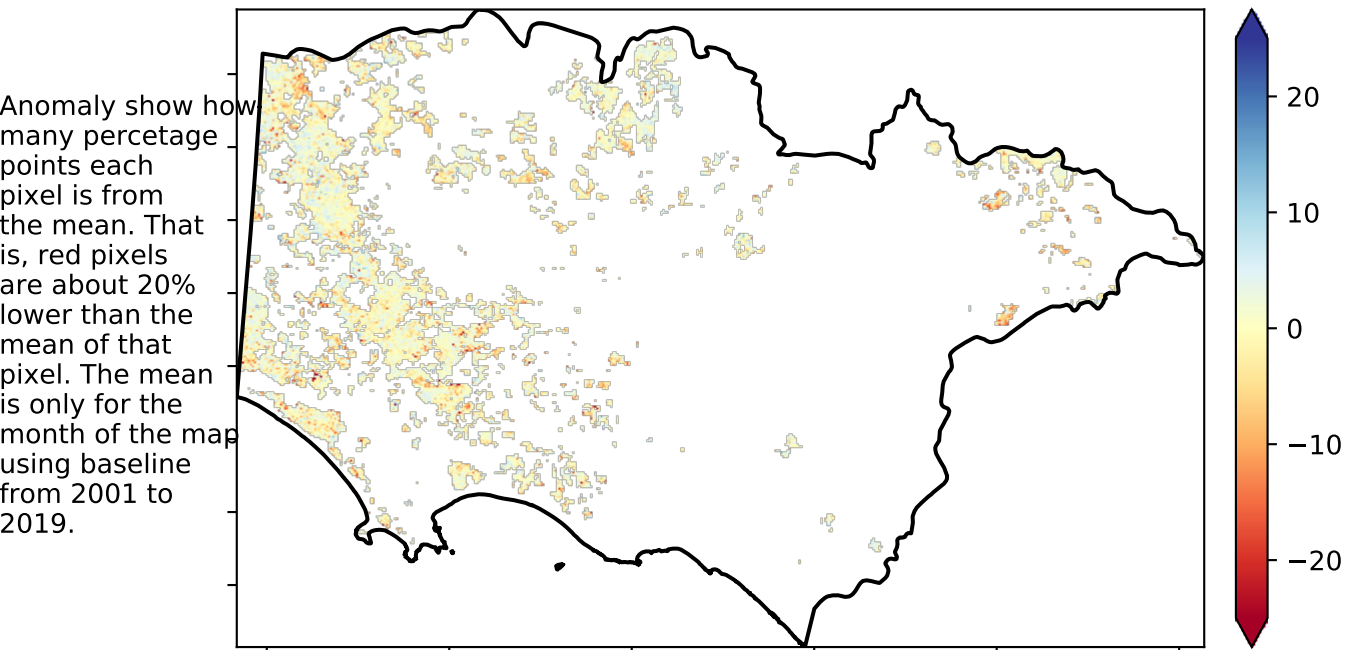 Anomaly show how
many percetage
points each
pixel is from
the mean. That
is, red pixels
are about 20%
lower than the
mean of that
pixel. The mean
is only for the
month of the map
using baseline
from 2001 to
2019.
20
10
0
−10
−20